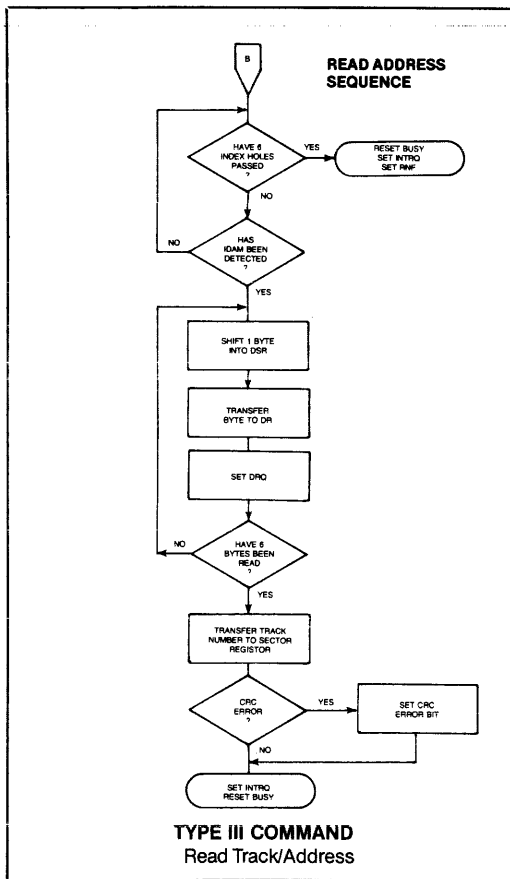 B
READ ADDRESS
SEQUENCE
HAVE 6
INDEX HOLES
PASSED
?
YES
RESET BUSY
SET INTRQ
SET RNF
NO
HAS
IDAM BEEN
DETECTED
?
NO
YES
SHIFT 1 BYTE
INTO DSR
TRANSFER
BYTE TO DR
SET DRQ
HAVE 6
BYTES BEEN
READ
?
NO
YES
TRANSFER TRACK
NUMBER TO SECTOR
REGISTOR
CRC
ERROR
?
YES
SET CRC
ERROR BIT
NO
SET INTRQ
RESET BUSY
TYPE III COMMAND
Read Track/Address